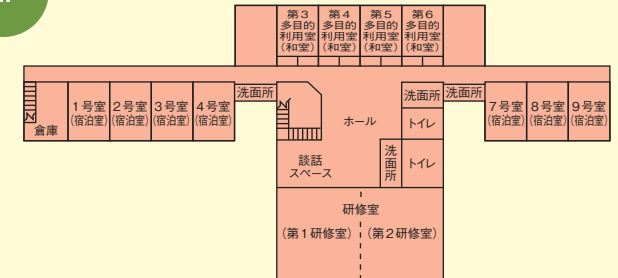 第3
多目的
利用室
(和室)
第4
多目的
利用室
(和室)
第5
多目的
利用室
(和室)
第6
多目的
利用室
(和室)
倉庫
1号室
(宿泊室)
2号室
(宿泊室)
3号室
(宿泊室)
4号室
(宿泊室)
洗面所
ホール
洗面所
洗面所
トイレ
7号室
(宿泊室)
8号室
(宿泊室)
9号室
(宿泊室)
談話
スペース
洗面所
トイレ
研修室
(第1研修室)
(第2研修室)